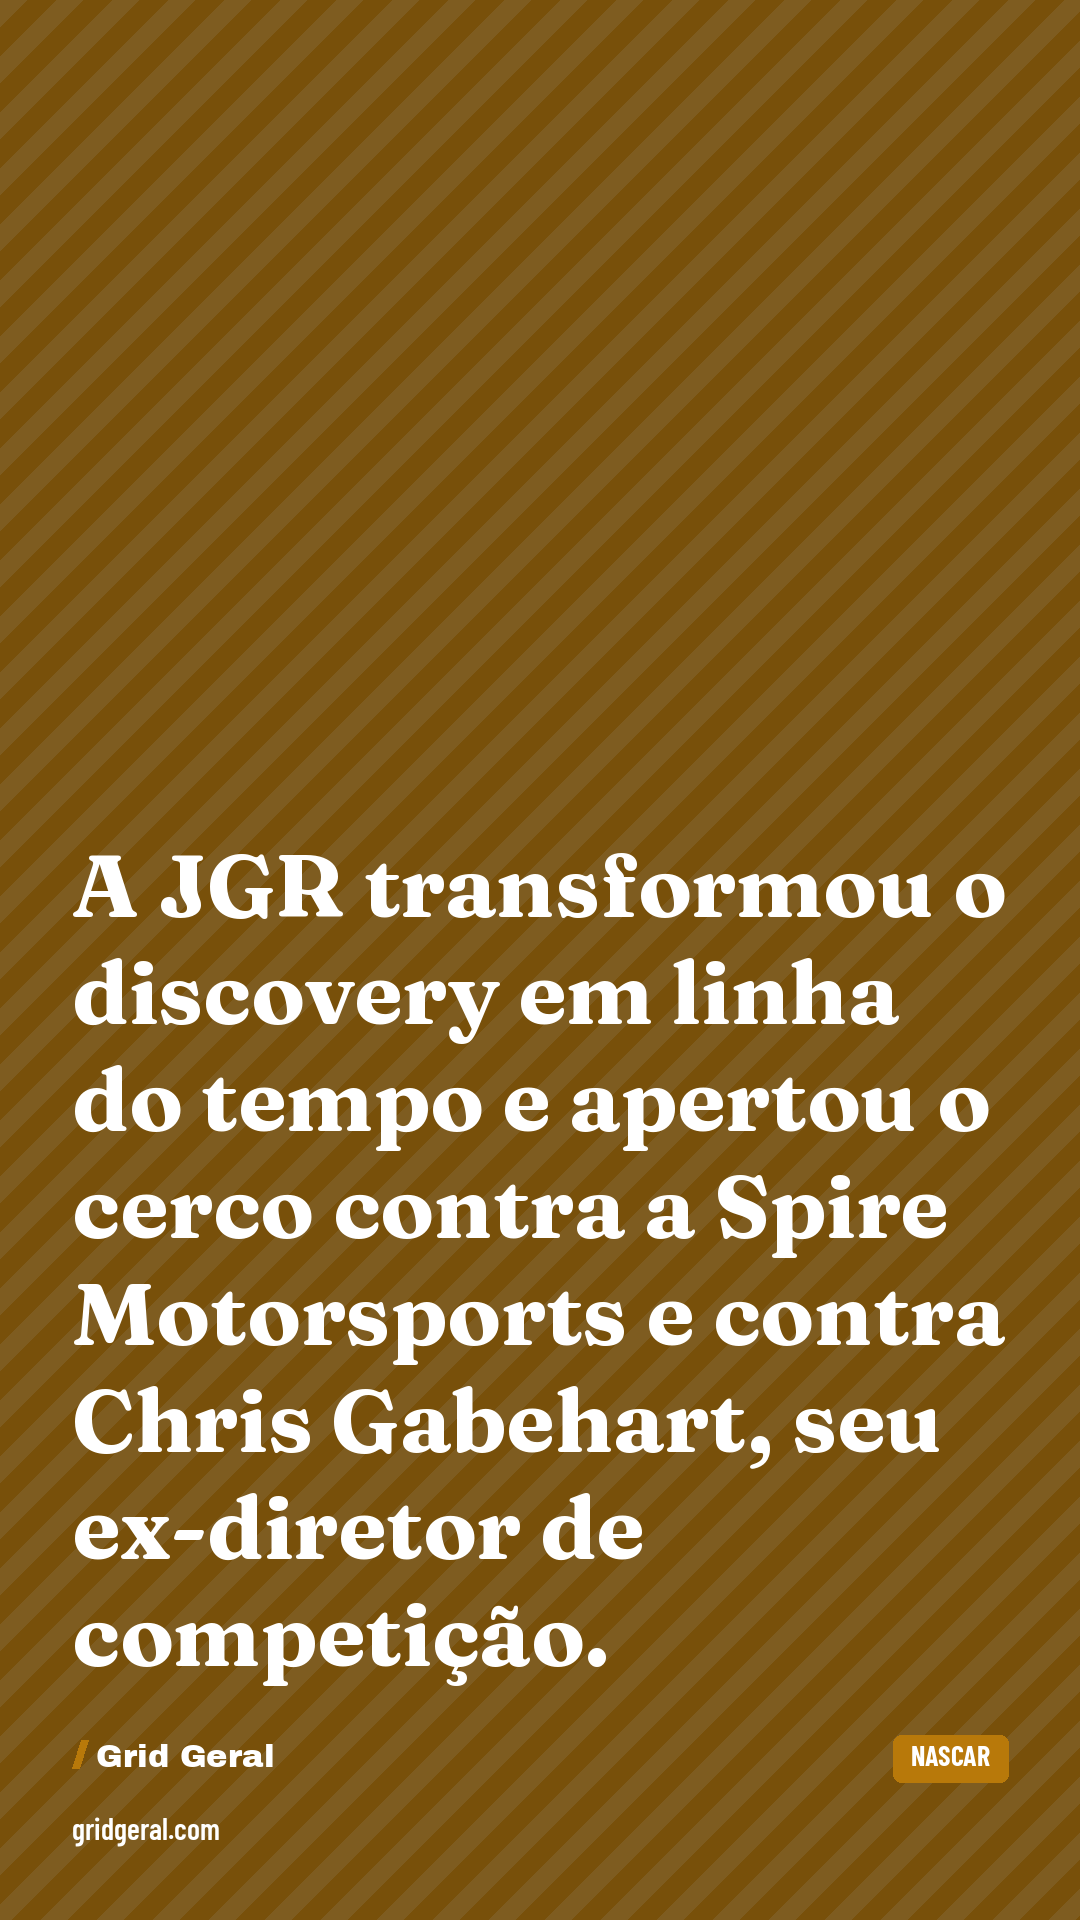 A JGR transformou o
discovery em linha
do tempo e apertou o
cerco contra a Spire
Motorsports e contra
Chris Gabehart, seu
ex-diretor de
competição.
/ Grid Geral
NASCAR
gridgeral.com